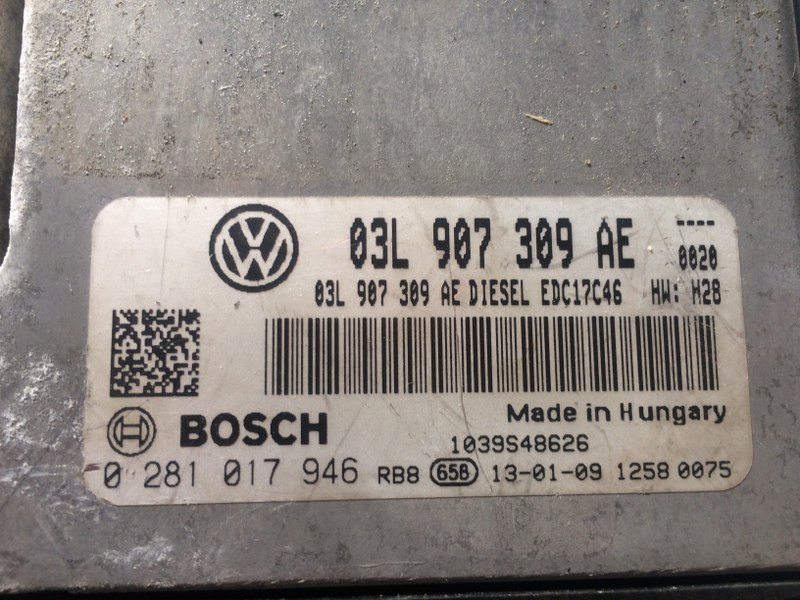 03L 907 309 AE ----
0020
03L 907 309 AE DIESEL EDC17C46 HW: H28
BOSCH Made in Hungary
1039S48626
0 281 017 946 RB8 65B 13-01-09 1258 0075